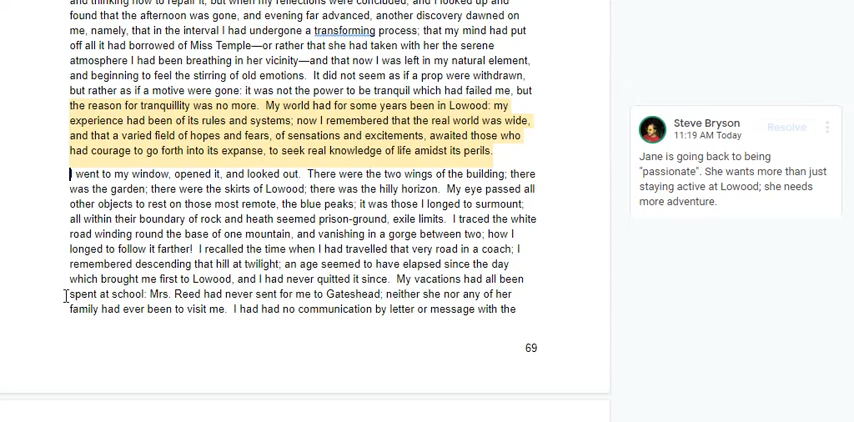 and thinking how to repair it, but when my reflections were concluded, and I looked up and
found that the afternoon was gone, and evening far advanced, another discovery dawned on
me, namely, that in the interval I had undergone a transforming process; that my mind had put
off all it had borrowed of Miss Temple—or rather that she had taken with her the serene
atmosphere I had been breathing in her vicinity—and that now I was left in my natural element,
and beginning to feel the stirring of old emotions.  It did not seem as if a prop were withdrawn,
but rather as if a motive were gone: it was not the power to be tranquil which had failed me, but
the reason for tranquillity was no more.  My world had for some years been in Lowood: my
experience had been of its rules and systems; now I remembered that the real world was wide,
and that a varied field of hopes and fears, of sensations and excitements, awaited those who
had courage to go forth into its expanse, to seek real knowledge of life amidst its perils.
I went to my window, opened it, and looked out.  There were the two wings of the building; there
was the garden; there were the skirts of Lowood; there was the hilly horizon.  My eye passed all
other objects to rest on those most remote, the blue peaks; it was those I longed to surmount;
all within their boundary of rock and heath seemed prison-ground, exile limits.  I traced the white
road winding round the base of one mountain, and vanishing in a gorge between two; how I
longed to follow it farther!  I recalled the time when I had travelled that very road in a coach; I
remembered descending that hill at twilight; an age seemed to have elapsed since the day
which brought me first to Lowood, and I had never quitted it since.  My vacations had all been
spent at school: Mrs. Reed had never sent for me to Gateshead; neither she nor any of her
family had ever been to visit me.  I had had no communication by letter or message with the
69
Steve Bryson
11:19 AM Today
Resolve
Jane is going back to being
"passionate". She wants more than just
staying active at Lowood; she needs
more adventure.